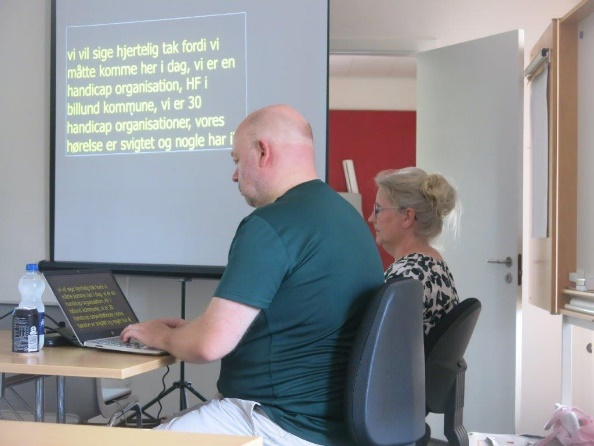 vi vil sige hjertelig tak fordi vi
måtte komme her i dag, vi er en
handicap organisation, HF i
billund kommune, vi er 30
handicap organisationer, vores
hørelse er svigtet og nogle har i